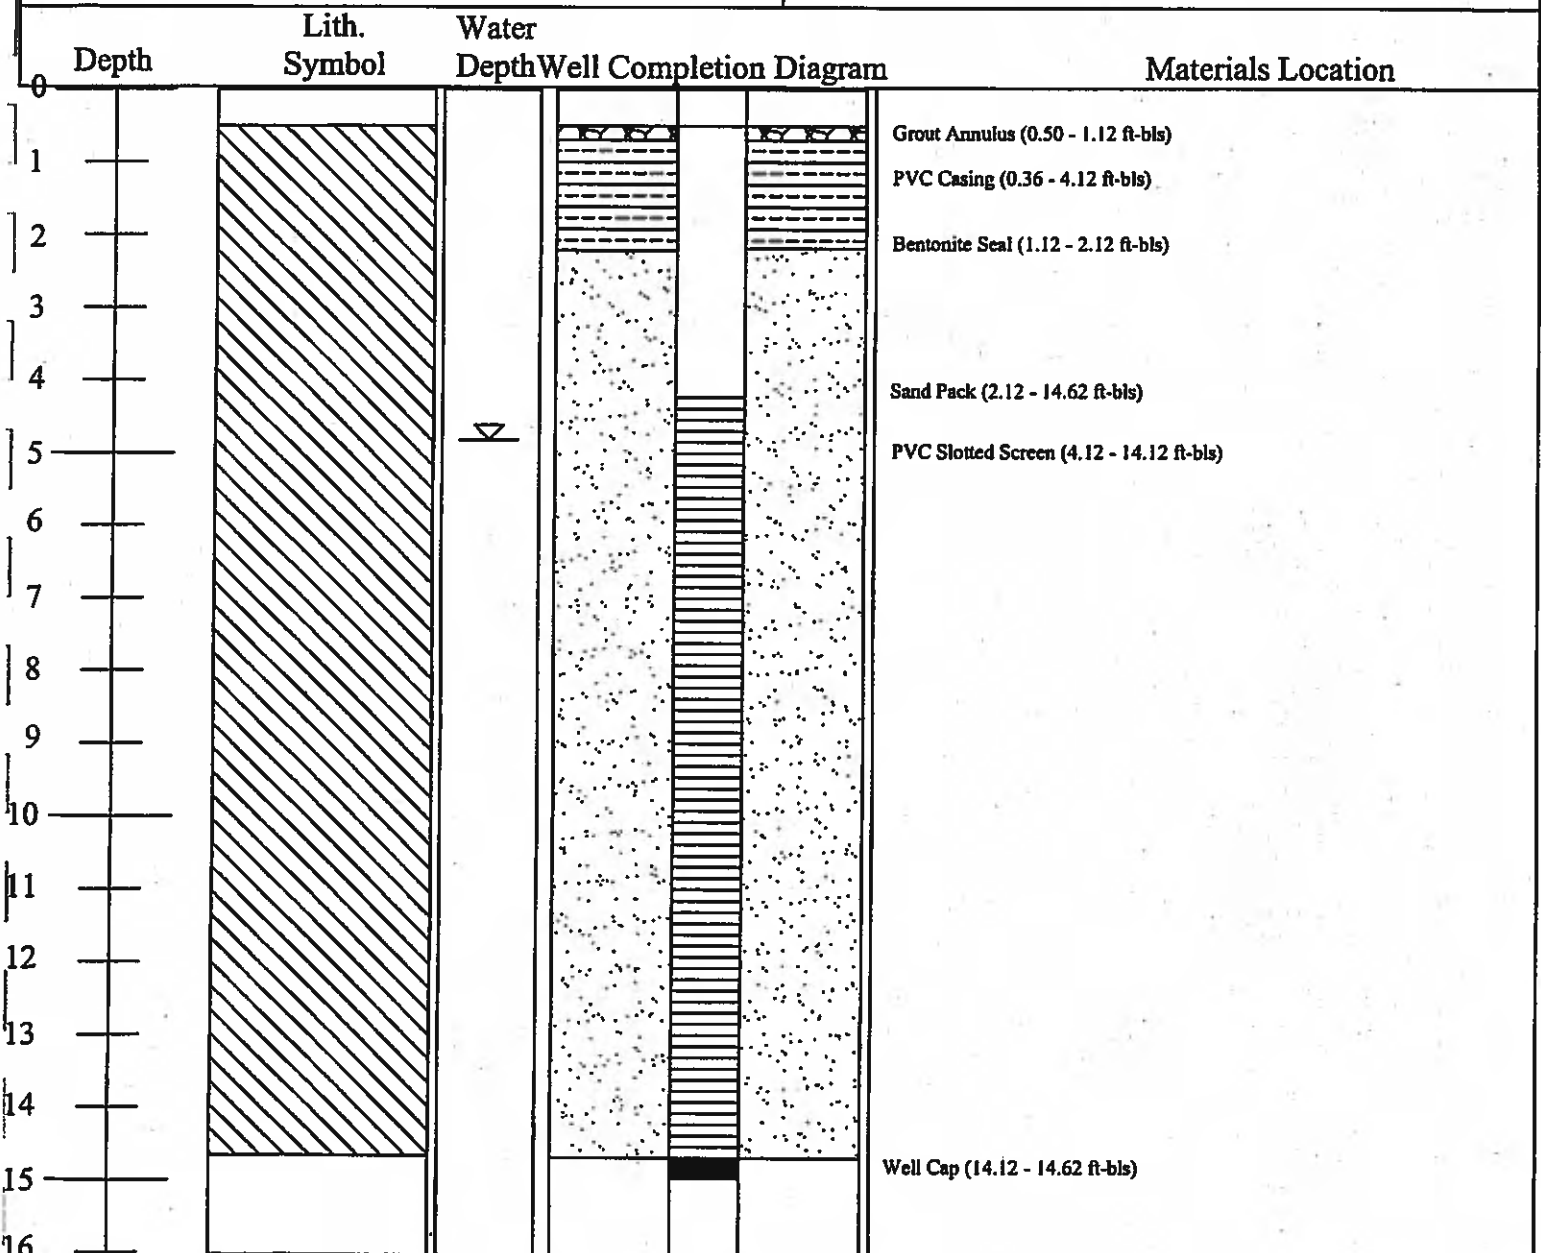 Lith.
Water
Depth
Symbol
Depth
Well Completion Diagram
Materials Location
0
Grout Annulus (0.50 - 1.12 ft-bls)
1
PVC Casing (0.36 - 4.12 ft-bls)
2
Bentonite Seal (1.12 - 2.12 ft-bls)
3
4
Sand Pack (2.12 - 14.62 ft-bls)
5
PVC Slotted Screen (4.12 - 14.12 ft-bls)
6
7
8
9
10
11
12
13
14
Well Cap (14.12 - 14.62 ft-bls)
15
16